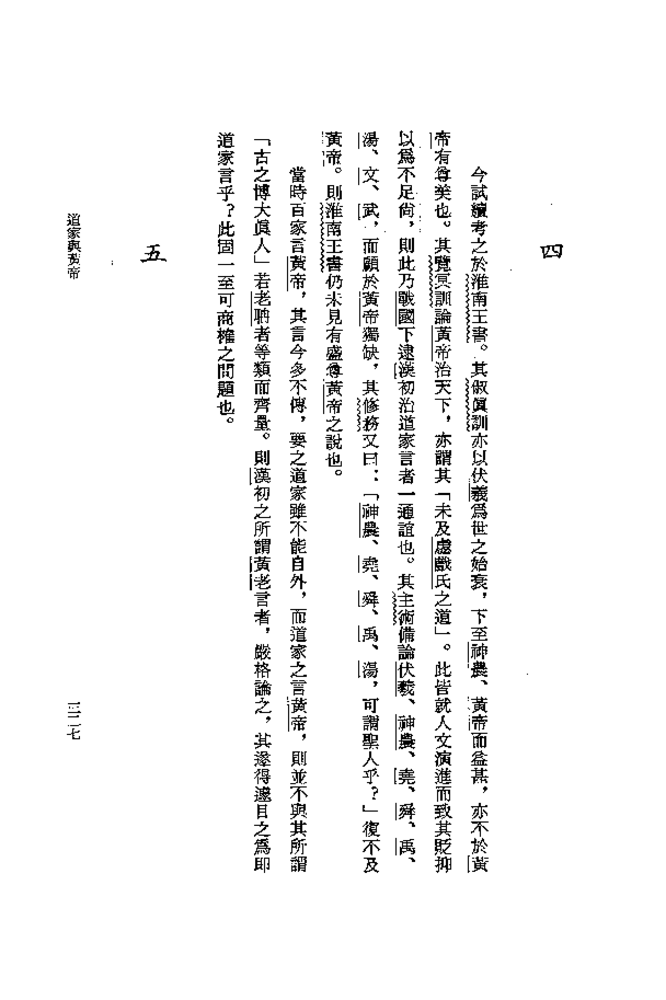 四
今試續考之於淮南王書。其俶眞訓亦以伏羲爲世之始衰，下至神農、黃帝而益甚，亦不於黃
帝有尊美也。其覽冥訓論黃帝治天下，亦謂其「未及虙戲氏之道」。此皆就人文演進而致其貶抑
以爲不足尙，則此乃戰國下逮漢初治道家言者一通誼也。其主術備論伏羲、神農、堯、舜、禹、
湯、文、武，而顧於黃帝獨缺，其修務又曰：「神農、堯、舜、禹、湯，可謂聖人乎？」復不及
黃帝。則淮南王書仍未見有盛尊黃帝之說也。
當時百家言黃帝，其言今多不傳，要之道家雖不能自外，而道家之言黃帝，則並不與其所謂
「古之博大眞人」若老聃者等類而齊量。則漢初之所謂黃老言者，嚴格論之，其遂得遽目之爲即
道家言乎？此固一至可商榷之問題也。
五
道家與黃帝
三二七